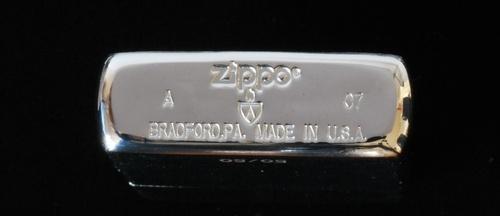 zippo®
A 07
BRADFORD,PA. MADE IN U.S.A.